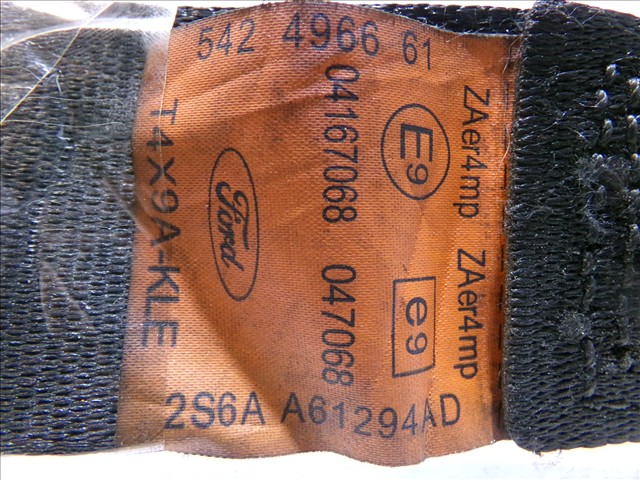 542 4966 61
ZAer4mp ZAer4mp
E9 e9
04167068 047068
Ford
T4X9A-KLE
2S6A A61294AD